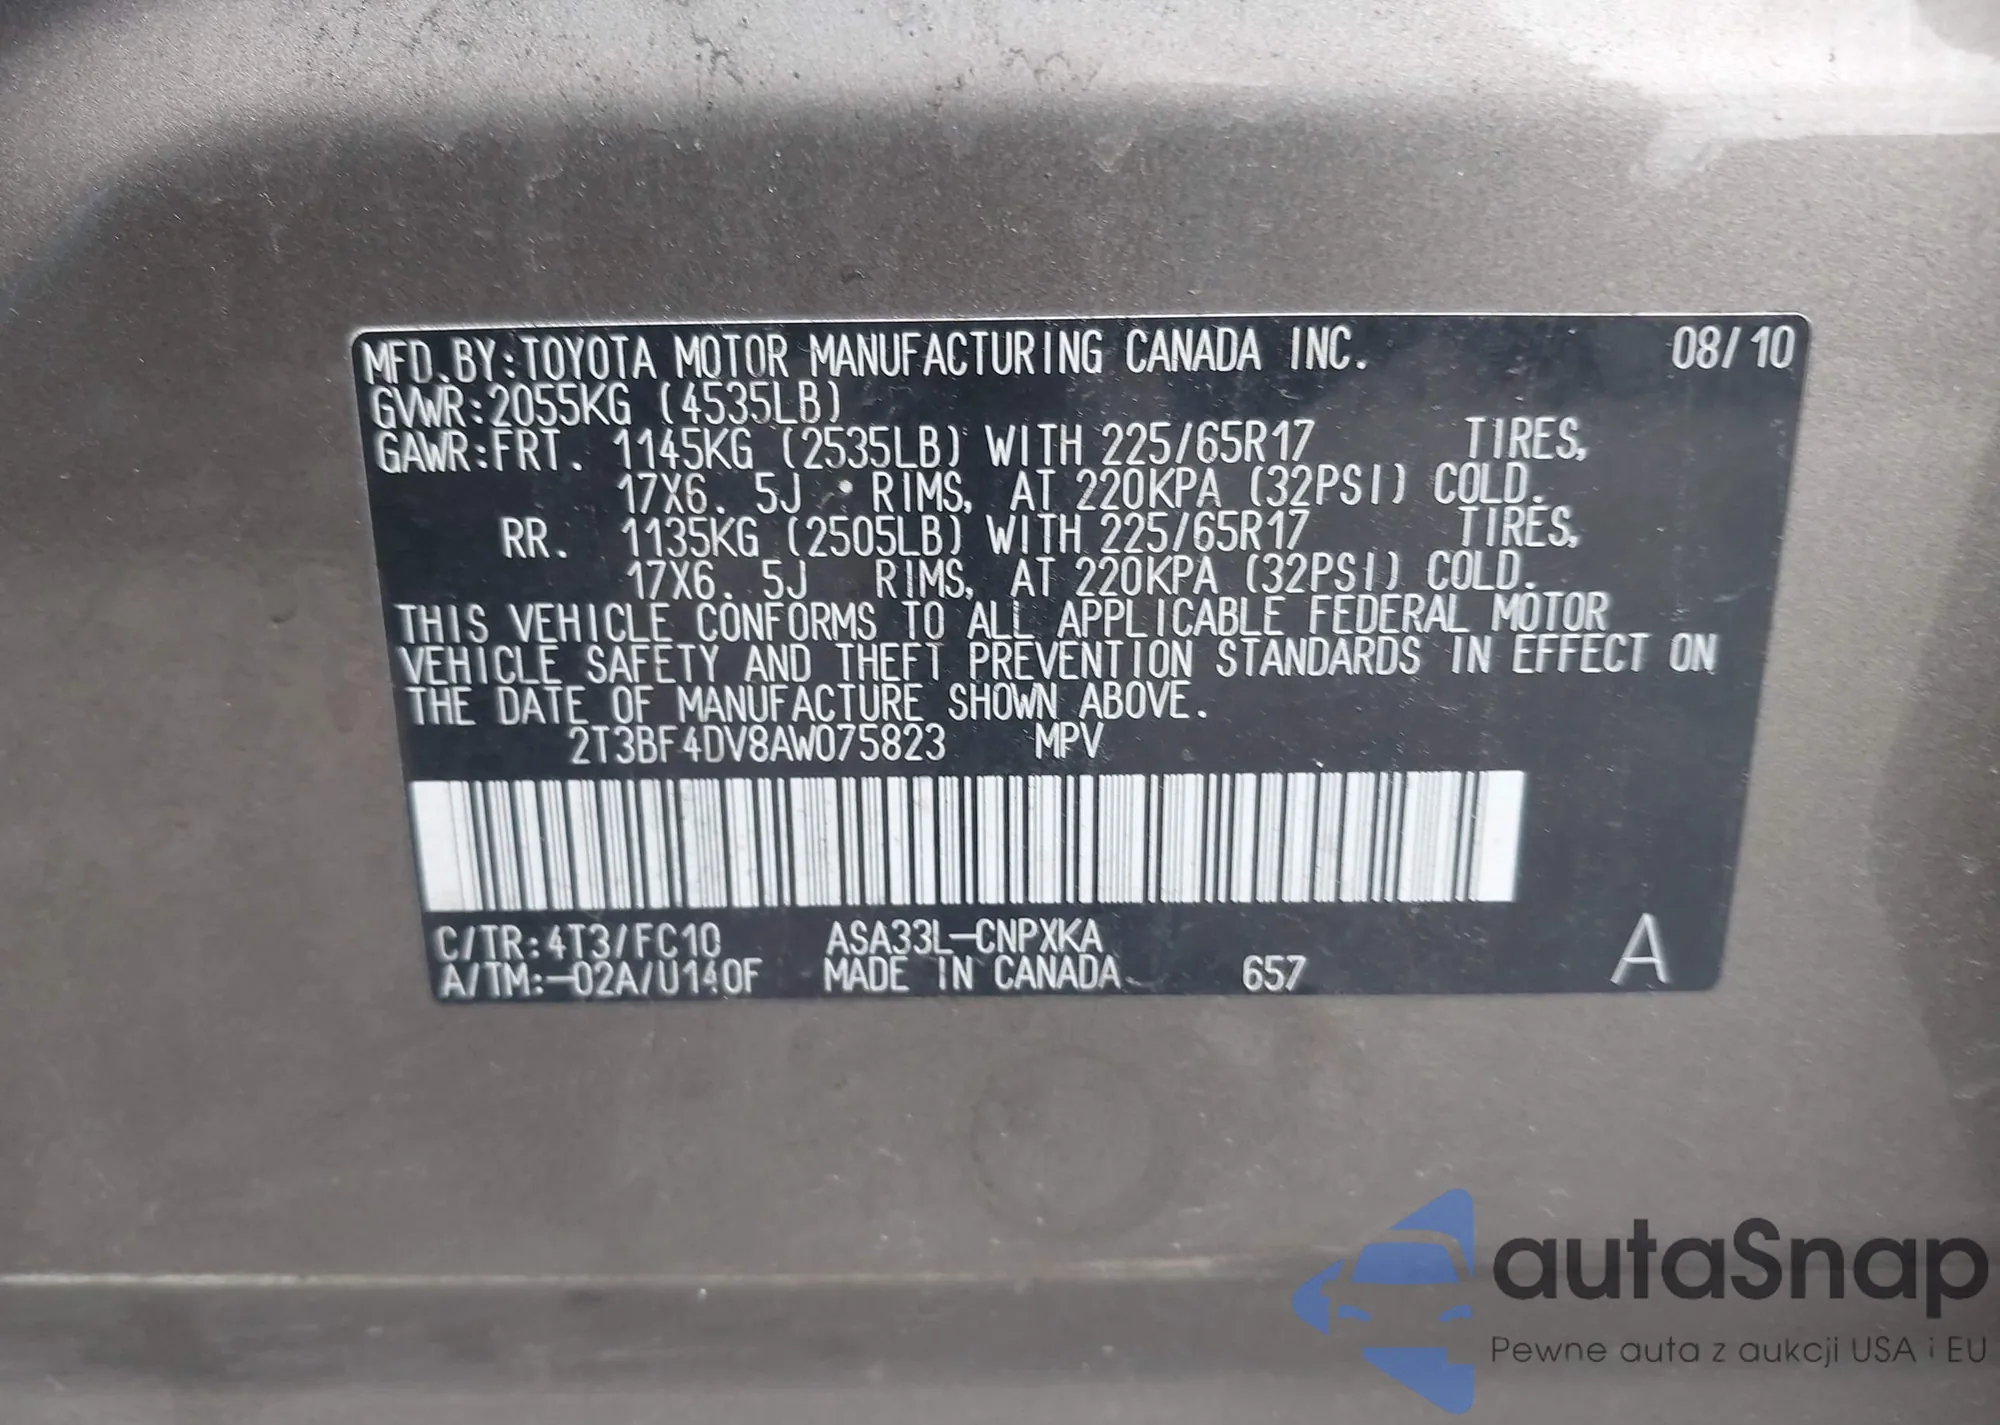 MFD.BY:TOYOTA MOTOR MANUFACTURING CANADA INC. 08/10
GVWR:2055KG (4535LB)
GAWR:FRT. 1145KG (2535LB) WITH 225/65R17 TIRES,
17X6.5J RIMS, AT 220KPA (32PSI) COLD.
RR. 1135KG (2505LB) WITH 225/65R17 TIRES,
17X6.5J RIMS, AT 220KPA (32PSI) COLD.
THIS VEHICLE CONFORMS TO ALL APPLICABLE FEDERAL MOTOR
VEHICLE SAFETY AND THEFT PREVENTION STANDARDS IN EFFECT ON
THE DATE OF MANUFACTURE SHOWN ABOVE.
2T3BF4DV8AW075823 MPV
C/TR:4T3/FC10 ASA33L-CNPXKA
A/TM:-02A/U140F MADE IN CANADA 657 A
autaSnap
Pewne auta z aukcji USA i EU